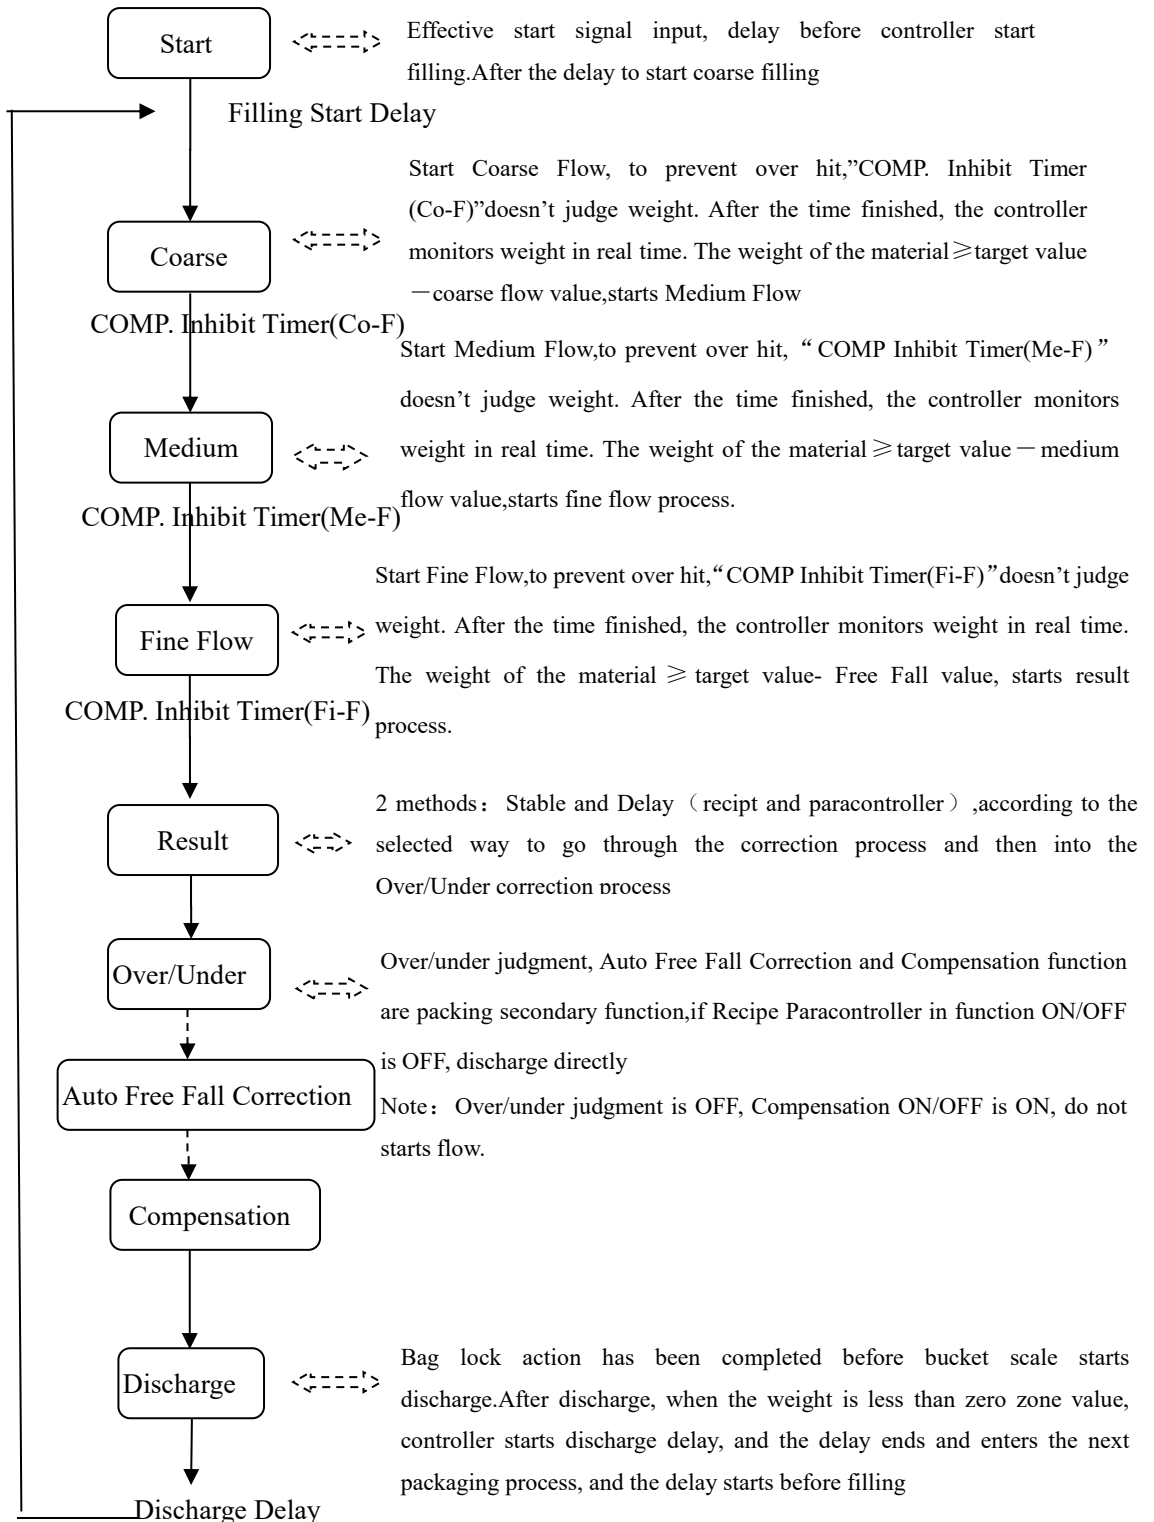 Start
Effective start signal input, delay before controller start
filling.After the delay to start coarse filling
Filling Start Delay
Start Coarse Flow, to prevent over hit,”COMP. Inhibit Timer
(Co-F)”doesn’t judge weight. After the time finished, the controller
monitors weight in real time. The weight of the material≥target value
—coarse flow value,starts Medium Flow
Coarse
COMP. Inhibit Timer(Co-F)
Start Medium Flow,to prevent over hit, “COMP Inhibit Timer(Me-F)”
doesn’t judge weight. After the time finished, the controller monitors
weight in real time. The weight of the material≥target value—medium
flow value,starts fine flow process.
Medium
COMP. Inhibit Timer(Me-F)
Start Fine Flow,to prevent over hit,“COMP Inhibit Timer(Fi-F)”doesn’t judge
weight. After the time finished, the controller monitors weight in real time.
The weight of the material ≥ target value- Free Fall value, starts result
process.
Fine Flow
COMP. Inhibit Timer(Fi-F)
Result
2 methods：Stable and Delay（recipt and paracontroller）,according to the
selected way to go through the correction process and then into the
Over/Under correction process
Over/Under
Over/under judgment, Auto Free Fall Correction and Compensation function
are packing secondary function,if Recipe Paracontroller in function ON/OFF
is OFF, discharge directly
Auto Free Fall Correction
Note：Over/under judgment is OFF, Compensation ON/OFF is ON, do not
starts flow.
Compensation
Discharge
Bag lock action has been completed before bucket scale starts
discharge.After discharge, when the weight is less than zero zone value,
controller starts discharge delay, and the delay ends and enters the next
packaging process, and the delay starts before filling
Discharge Delay